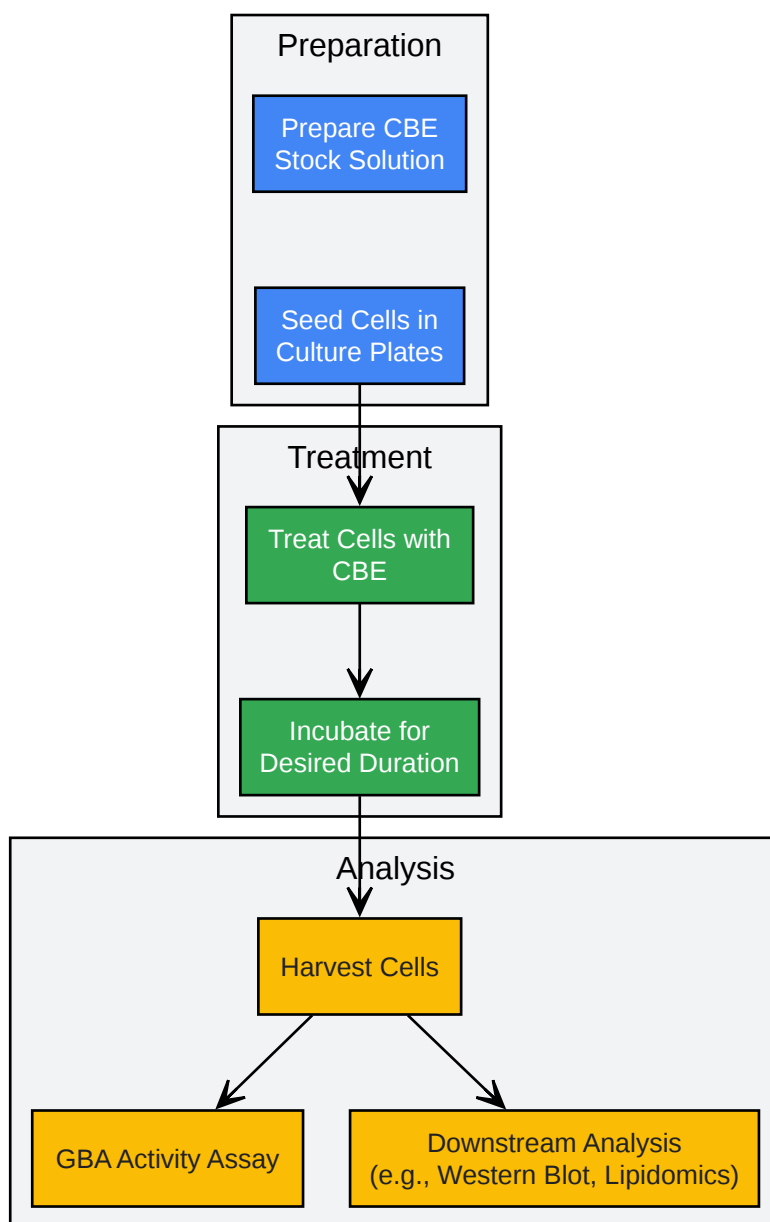 Preparation
Prepare CBE
Stock Solution
Seed Cells in
Culture Plates
Treatment
Treat Cells with
CBE
Incubate for
Desired Duration
Analysis
Harvest Cells
GBA Activity Assay
Downstream Analysis
(e.g., Western Blot, Lipidomics)